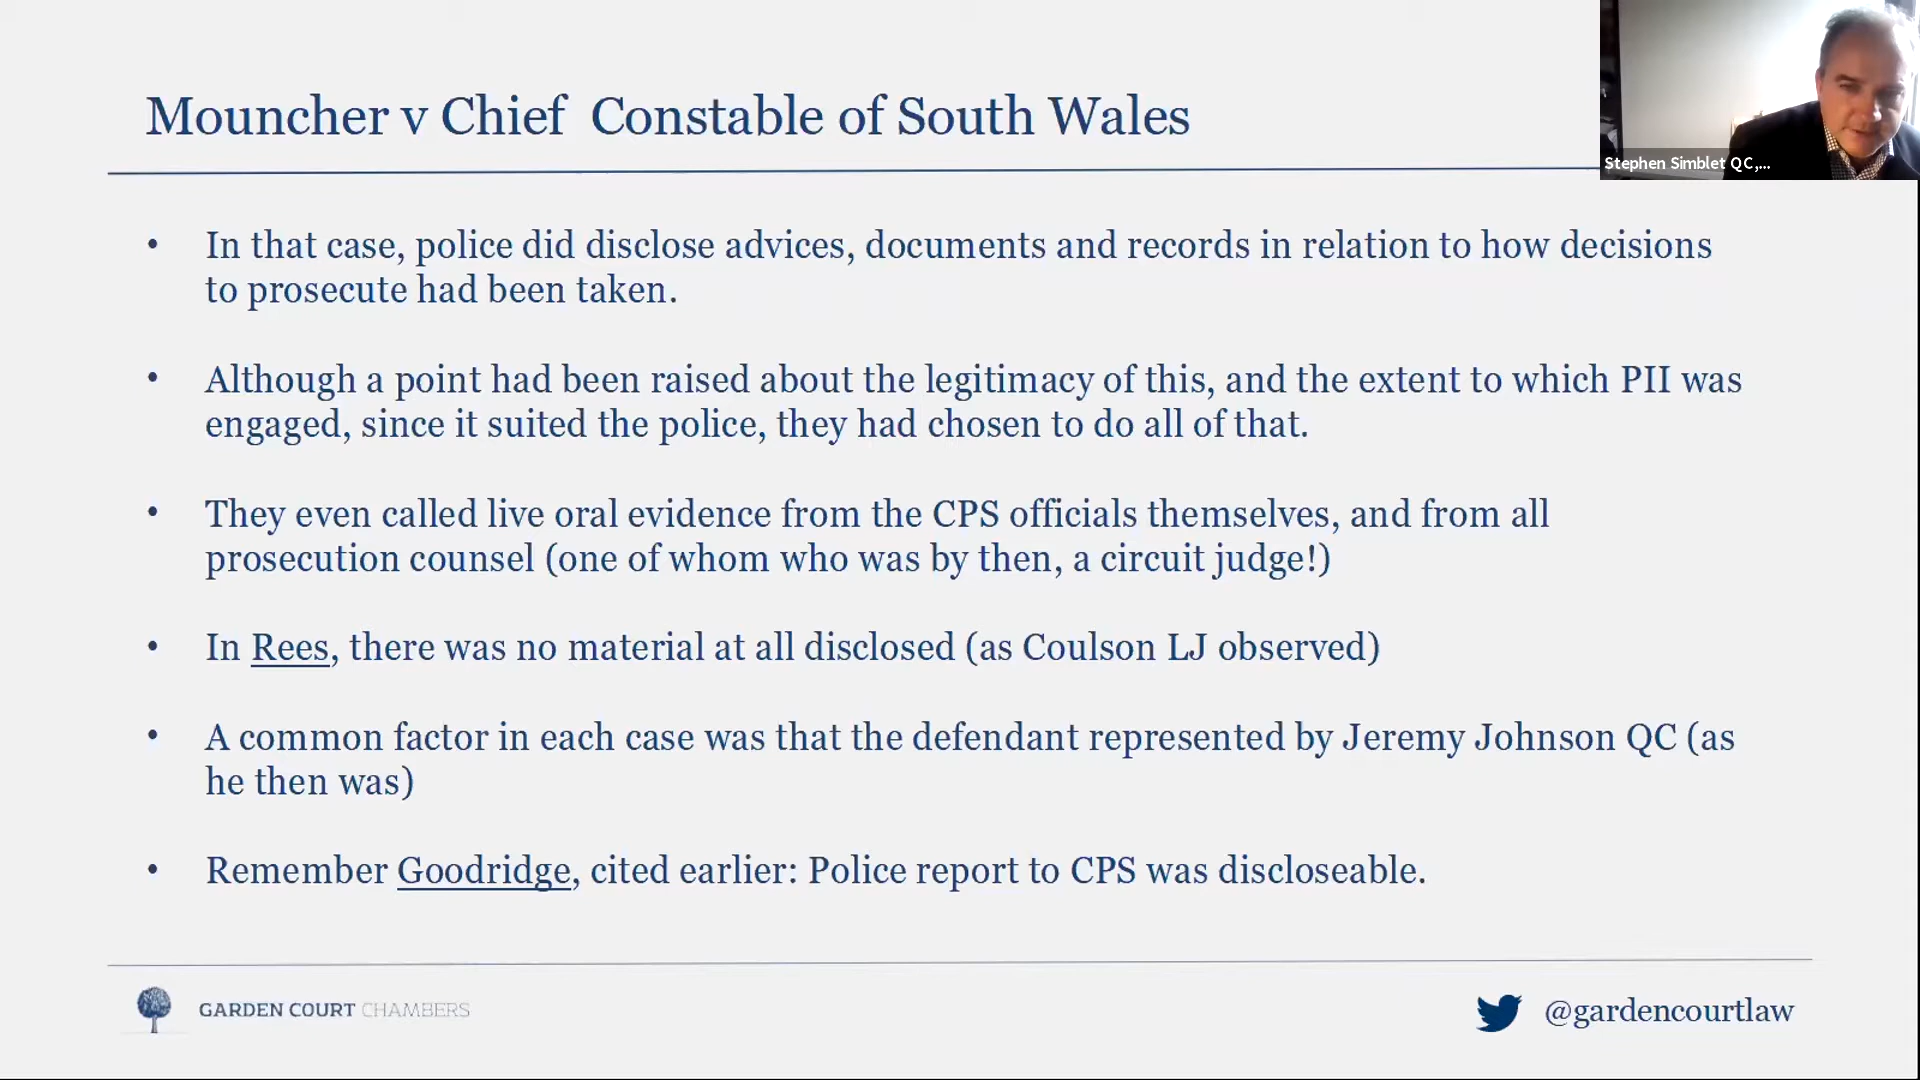 Mouncher v Chief  Constable of South Wales
Stephen Simblet QC,...
• In that case, police did disclose advices, documents and records in relation to how decisions
to prosecute had been taken.
• Although a point had been raised about the legitimacy of this, and the extent to which PII was
engaged, since it suited the police, they had chosen to do all of that.
• They even called live oral evidence from the CPS officials themselves, and from all
prosecution counsel (one of whom who was by then, a circuit judge!)
• In Rees, there was no material at all disclosed (as Coulson LJ observed)
• A common factor in each case was that the defendant represented by Jeremy Johnson QC (as
he then was)
• Remember Goodridge, cited earlier: Police report to CPS was discloseable.
GARDEN COURT CHAMBERS
@gardencourtlaw